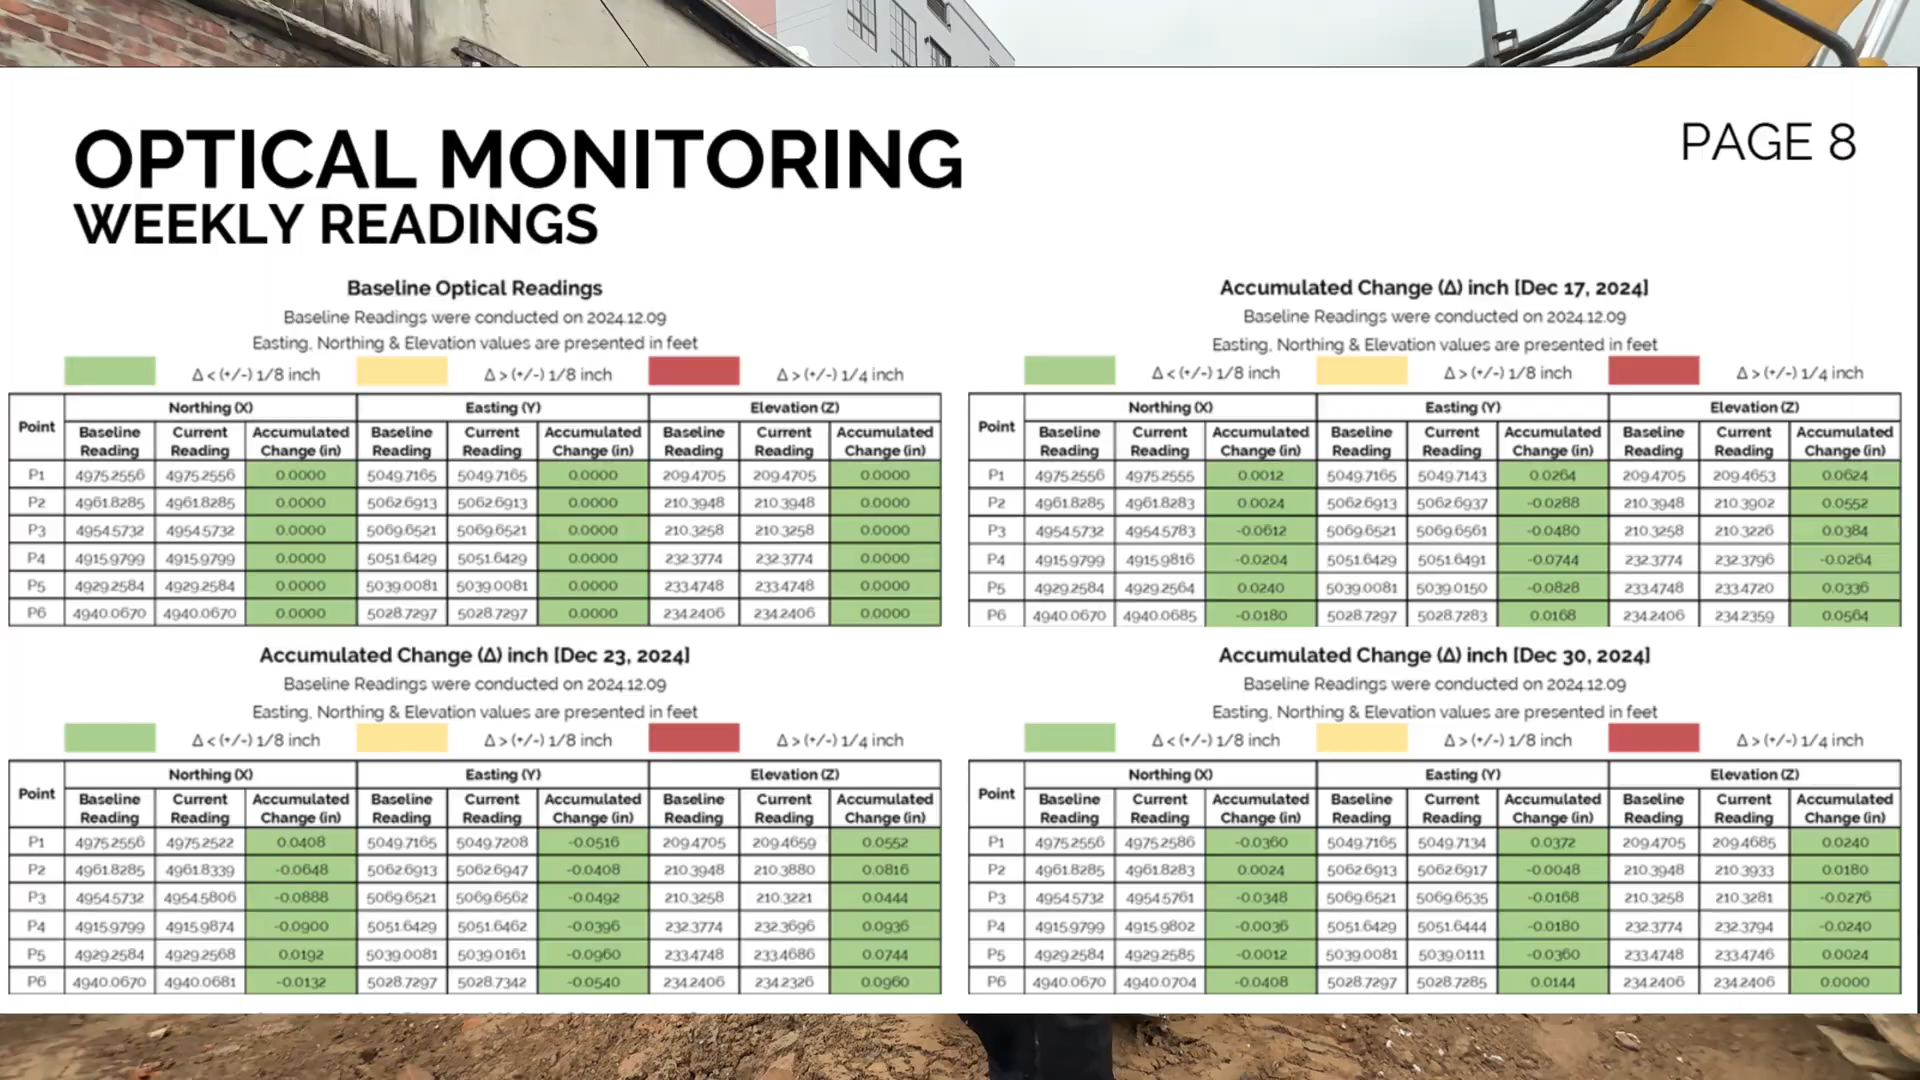 OPTICAL MONITORING
WEEKLY READINGS
PAGE 8
Baseline Optical Readings
Baseline Readings were conducted on 2024.12.09
Easting, Northing & Elevation values are presented in feet
Δ < (+/-) 1/8 inch Δ > (+/-) 1/8 inch Δ > (+/-) 1/4 inch
Point Northing (X) Easting (Y) Elevation (Z)
Baseline Reading Current Reading Accumulated Change (in) Baseline Reading Current Reading Accumulated Change (in) Baseline Reading Current Reading Accumulated Change (in)
P1 4975.2556 4975.2556 0.0000 5049.7165 5049.7165 0.0000 209.4705 209.4705 0.0000
P2 4961.8285 4961.8285 0.0000 5062.6913 5062.6913 0.0000 210.3948 210.3948 0.0000
P3 4954.5732 4954.5732 0.0000 5069.6521 5069.6521 0.0000 210.3258 210.3258 0.0000
P4 4915.9799 4915.9799 0.0000 5051.6429 5051.6429 0.0000 232.3774 232.3774 0.0000
P5 4929.2584 4929.2584 0.0000 5039.0081 5039.0081 0.0000 233.4748 233.4748 0.0000
P6 4940.0670 4940.0670 0.0000 5028.7297 5028.7297 0.0000 234.2406 234.2406 0.0000
Accumulated Change (Δ) inch [Dec 17, 2024]
Baseline Readings were conducted on 2024.12.09
Easting, Northing & Elevation values are presented in feet
Δ < (+/-) 1/8 inch Δ > (+/-) 1/8 inch Δ > (+/-) 1/4 inch
Point Northing (X) Easting (Y) Elevation (Z)
Baseline Reading Current Reading Accumulated Change (in) Baseline Reading Current Reading Accumulated Change (in) Baseline Reading Current Reading Accumulated Change (in)
P1 4975.2556 4975.2555 0.0012 5049.7165 5049.7143 0.0264 209.4705 209.4653 0.0624
P2 4961.8285 4961.8283 0.0024 5062.6913 5062.6937 -0.0288 210.3948 210.3902 0.0552
P3 4954.5732 4954.5783 -0.0612 5069.6521 5069.6561 -0.0480 210.3258 210.3226 0.0384
P4 4915.9799 4915.9816 -0.0204 5051.6429 5051.6491 -0.0744 232.3774 232.3796 -0.0264
P5 4929.2584 4929.2564 0.0240 5039.0081 5039.0150 -0.0828 233.4748 233.4720 0.0336
P6 4940.0670 4940.0685 -0.0180 5028.7297 5028.7283 0.0168 234.2406 234.2359 0.0564
Accumulated Change (Δ) inch [Dec 23, 2024]
Baseline Readings were conducted on 2024.12.09
Easting, Northing & Elevation values are presented in feet
Δ < (+/-) 1/8 inch Δ > (+/-) 1/8 inch Δ > (+/-) 1/4 inch
Point Northing (X) Easting (Y) Elevation (Z)
Baseline Reading Current Reading Accumulated Change (in) Baseline Reading Current Reading Accumulated Change (in) Baseline Reading Current Reading Accumulated Change (in)
P1 4975.2556 4975.2522 0.0408 5049.7165 5049.7208 -0.0516 209.4705 209.4659 0.0552
P2 4961.8285 4961.8339 -0.0648 5062.6913 5062.6947 -0.0408 210.3948 210.3880 0.0816
P3 4954.5732 4954.5806 -0.0888 5069.6521 5069.6562 -0.0492 210.3258 210.3221 0.0444
P4 4915.9799 4915.9874 -0.0900 5051.6429 5051.6462 -0.0396 232.3774 232.3696 0.0936
P5 4929.2584 4929.2568 0.0192 5039.0081 5039.0161 -0.0960 233.4748 233.4686 0.0744
P6 4940.0670 4940.0681 -0.0132 5028.7297 5028.7342 -0.0540 234.2406 234.2326 0.0960
Accumulated Change (Δ) inch [Dec 30, 2024]
Baseline Readings were conducted on 2024.12.09
Easting, Northing & Elevation values are presented in feet
Δ < (+/-) 1/8 inch Δ > (+/-) 1/8 inch Δ > (+/-) 1/4 inch
Point Northing (X) Easting (Y) Elevation (Z)
Baseline Reading Current Reading Accumulated Change (in) Baseline Reading Current Reading Accumulated Change (in) Baseline Reading Current Reading Accumulated Change (in)
P1 4975.2556 4975.2586 -0.0360 5049.7165 5049.7134 0.0372 209.4705 209.4685 0.0240
P2 4961.8285 4961.8283 0.0024 5062.6913 5062.6917 -0.0048 210.3948 210.3933 0.0180
P3 4954.5732 4954.5761 -0.0348 5069.6521 5069.6535 -0.0168 210.3258 210.3281 -0.0276
P4 4915.9799 4915.9802 -0.0036 5051.6429 5051.6444 -0.0180 232.3774 232.3794 -0.0240
P5 4929.2584 4929.2585 -0.0012 5039.0081 5039.0111 -0.0360 233.4748 233.4746 0.0024
P6 4940.0670 4940.0704 -0.0408 5028.7297 5028.7285 0.0144 234.2406 234.2406 0.0000